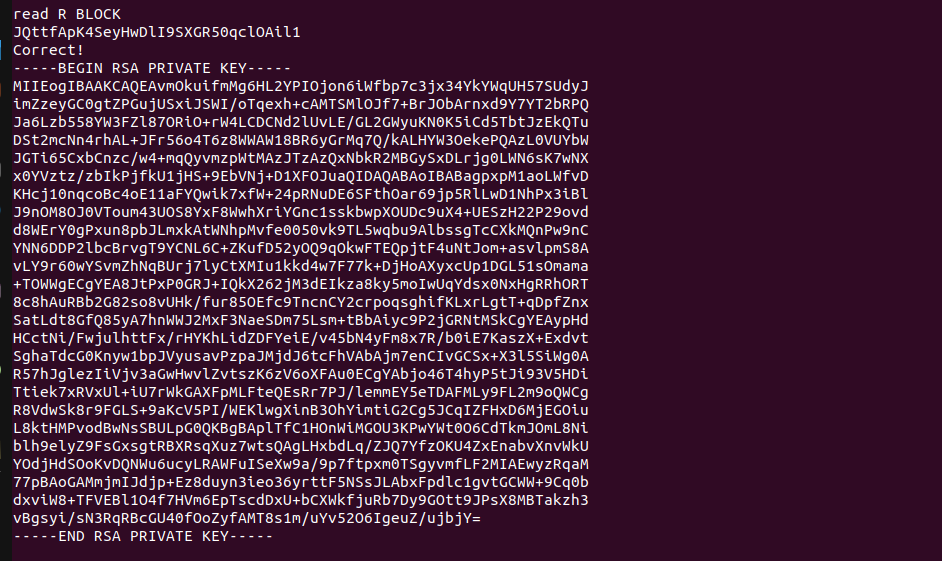 read R BLOCK
JQttfApK4SeyHwDlI9SXGR50qclOAil1
Correct!
-----BEGIN RSA PRIVATE KEY-----
MIIEogIBAAKCAQEAvmOkuifmMg6HL2YPIOjon6iWfbp7c3jx34YkYWqUH57SUdyJ
imZzeyGC0gtZPGujUSxiJSWI/oTqexh+cAMTSMlOJf7+BrJObArnxd9Y7YT2bRPQ
Ja6Lzb558YW3FZl87ORiO+rW4LCDCNd2lUvLE/GL2GWyuKN0K5iCd5TbtJzEkQTu
DSt2mcNn4rhAL+JFr56o4T6z8WWAW18BR6yGrMq7Q/kALHYW3OekePQAzL0VUYbW
JGTi65CxbCnzc/w4+mqQyvmzpWtMAzJTzAzQxNbkR2MBGySxDLrjg0LWN6sK7wNX
x0YVztz/zbIkPjfkU1jHS+9EbVNj+D1XFOJuaQIDAQABAoIBABagpxpM1aoLWfvD
KHcj10nqcoBc4oE11aFYQwik7xfW+24pRNuDE6SFthOar69jp5RlLwD1NhPx3iBl
J9nOM8OJ0VToum43UOS8YxF8WwhXriYGnc1sskbwpXOUDc9uX4+UESzH22P29ovd
d8WErY0gPxun8pbJLmxkAtWNhpMvfe0050vk9TL5wqbu9AlbssgTcCXkMQnPw9nC
YNN6DDP2lbcBrvgT9YCNL6C+ZKufD52yOQ9qOkwFTEQpjtF4uNtJom+asvlpmS8A
vLY9r60wYSvmZhNqBUrj7lyCtXMIu1kkd4w7F77k+DjHoAXyxcUp1DGL51sOmama
+TOWWgECgYEA8JtPxP0GRJ+IQkX262jM3dEIkza8ky5moIwUqYdsx0NxHgRRhORT
8c8hAuRBb2G82so8vUHk/fur85OEfc9TncnCY2crpoqsghifKLxrLgtT+qDpfZnx
SatLdt8GfQ85yA7hnWWJ2MxF3NaeSDm75Lsm+tBbAiyc9P2jGRNtMSkCgYEAypHd
HCctNi/FwjulhttFx/rHYKhLidZDFYeiE/v45bN4yFm8x7R/b0iE7KaszX+Exdvt
SghaTdcG0Knyw1bpJVyusavPzpaJMjdJ6tcFhVAbAjm7enCIvGCSx+X3l5SiWg0A
R57hJglezIiVjv3aGwHwvlZvtszK6zV6oXFAu0ECgYAbjo46T4hyP5tJi93V5HDi
Ttiek7xRVxUl+iU7rWkGAXFpMLFteQEsRr7PJ/lemmEY5eTDAFMLy9FL2m9oQWCg
R8VdwSk8r9FGLS+9aKcV5PI/WEKlwgXinB3OhYimtiG2Cg5JCqIZFHxD6MjEGOiu
L8ktHMPvodBwNsSBULpG0QKBgBAplTfC1HOnWiMGOU3KPwYWt0O6CdTkmJOmL8Ni
blh9elyZ9FsGxsgtRBXRsqXuz7wtsQAgLHxbdLq/ZJQ7YfzOKU4ZxEnabvXnvWkU
YOdjHdSOoKvDQNWu6ucyLRAWFuISeXw9a/9p7ftpxm0TSgyvmfLF2MIAEwyzRqaM
77pBAoGAMmjmIJdjp+Ez8duyn3ieo36yrttF5NSsJLAbxFpdlc1gvtGCWW+9Cq0b
dxviW8+TFVEBl1O4f7HVm6EpTscdDxU+bCXWkfjuRb7Dy9GOtt9JPsX8MBTakzh3
vBgsyi/sN3RqRBcGU40fOoZyfAMT8s1m/uYv52O6IgeuZ/ujbjY=
-----END RSA PRIVATE KEY-----